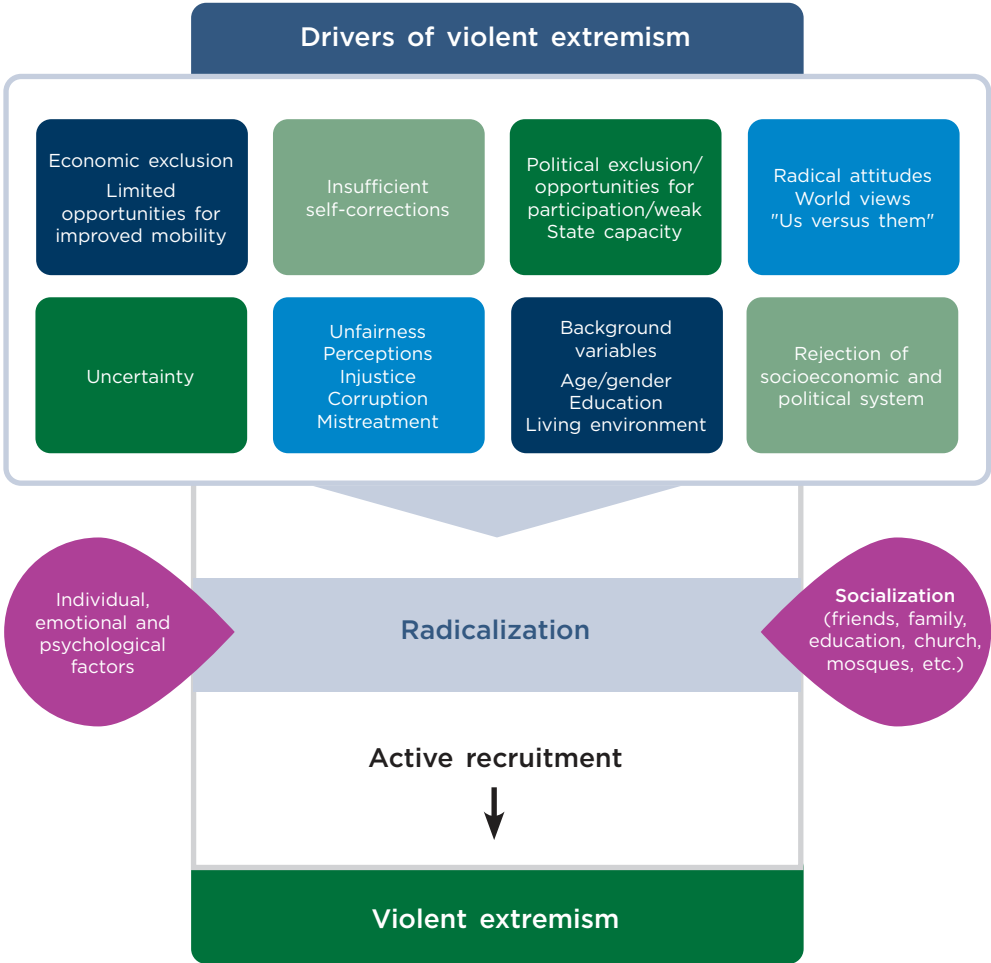 Drivers of violent extremism
Economic exclusion
Limited
opportunities for
improved mobility
Insufficient
self-corrections
Political exclusion/
opportunities for
participation/weak
State capacity
Radical attitudes
World views
"Us versus them"
Uncertainty
Unfairness
Perceptions
Injustice
Corruption
Mistreatment
Background
variables
Age/gender
Education
Living environment
Rejection of
socioeconomic and
political system
Individual,
emotional and
psychological
factors
Radicalization
Socialization
(friends, family,
education, church,
mosques, etc.)
Active recruitment
Violent extremism